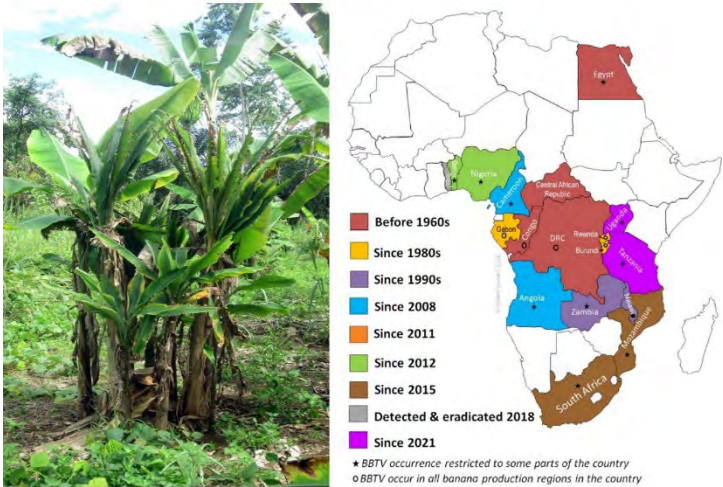 Egypt
Nigeria
Cameroon
Central African
Republic
Gabon
Congo
DRC
Uganda
Rwanda
Burundi
Tanzania
Angola
Zambia
Mozambique
South Africa
Before 1960s
Since 1980s
Since 1990s
Since 2008
Since 2011
Since 2012
Since 2015
Detected & eradicated 2018
Since 2021
★ BBTV occurrence restricted to some parts of the country
o BBTV occur in all banana production regions in the country